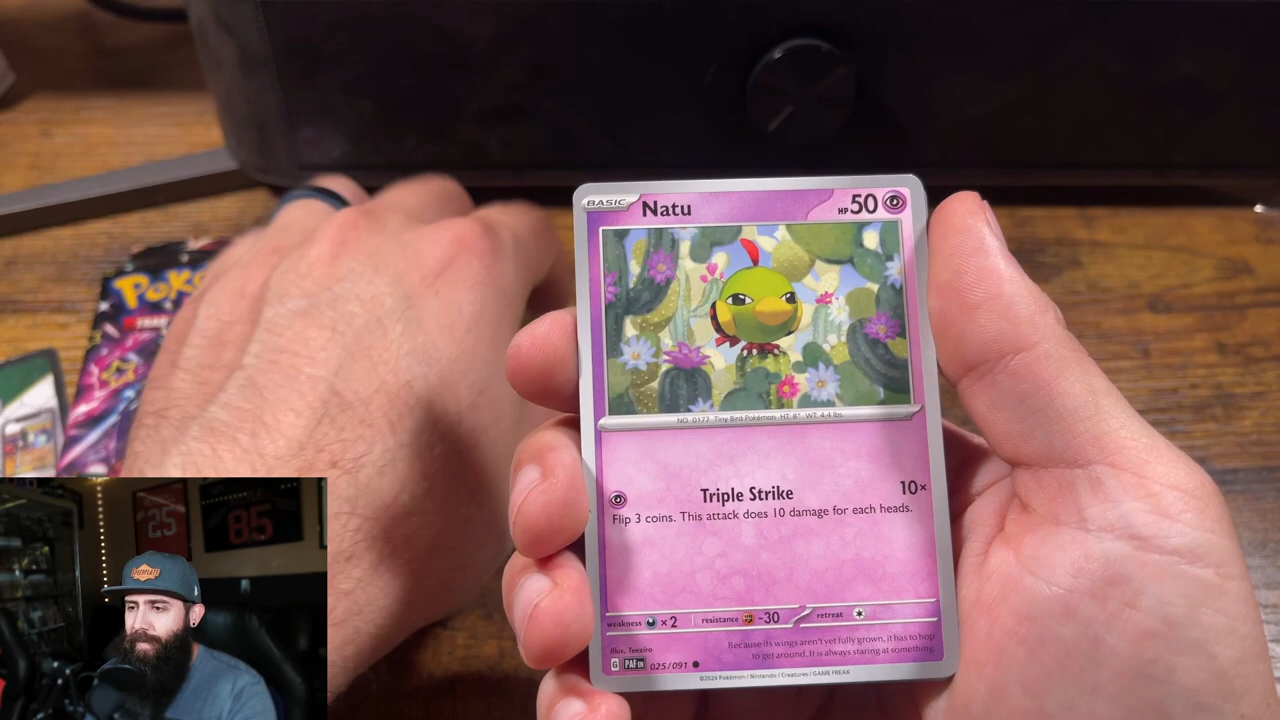 BASIC Natu HP 50
NO. 0177 Tiny Bird Pokémon HT: 8" WT: 4.4 lbs.
Triple Strike 10×
Flip 3 coins. This attack does 10 damage for each heads.
weakness ×2 resistance -30 retreat
Because its wings aren't yet fully grown, it has to hop
to get around. It is always staring at something.
Illus. Teeziro
G PAF EN 025/091
©2024 Pokémon / Nintendo / Creatures / GAME FREAK
25
85